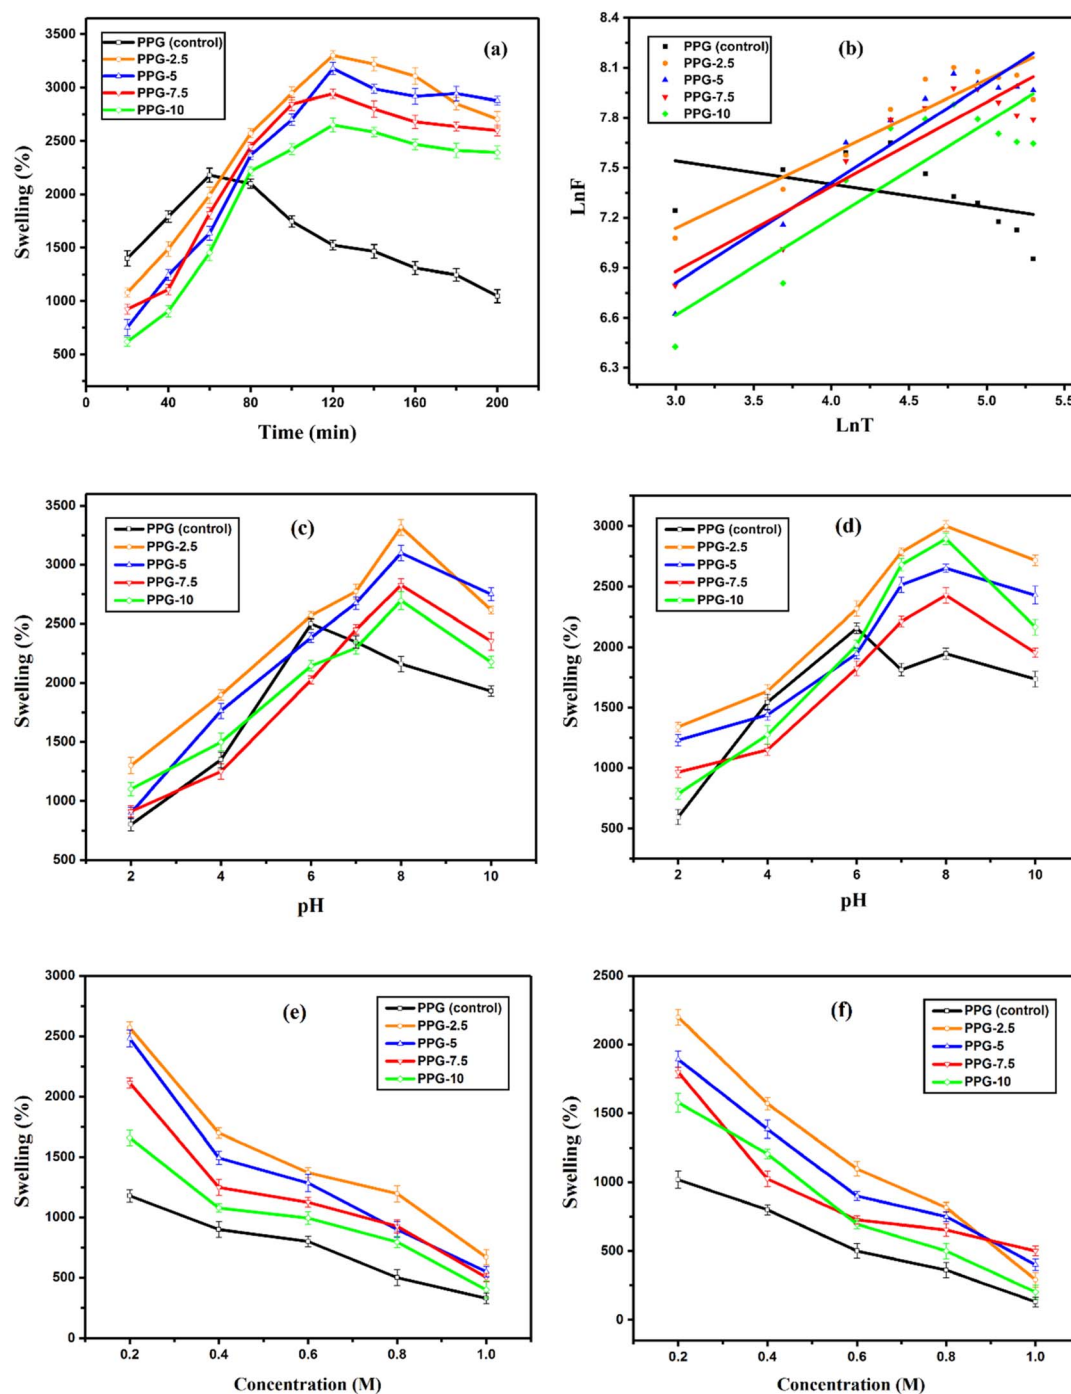 (a)
PPG (control)
PPG-2.5
PPG-5
PPG-7.5
PPG-10
3500
3000
2500
2000
1500
1000
500
Swelling (%)
0 40 80 120 160 200
Time (min)
(b)
PPG (control)
PPG-2.5
PPG-5
PPG-7.5
PPG-10
8.4
8.1
7.8
7.5
7.2
6.9
6.6
6.3
LnF
3.0 3.5 4.0 4.5 5.0 5.5
LnT
(c)
PPG (control)
PPG-2.5
PPG-5
PPG-7.5
PPG-10
3500
3000
2500
2000
1500
1000
500
Swelling (%)
2 4 6 8 10
pH
(d)
PPG (control)
PPG-2.5
PPG-5
PPG-7.5
PPG-10
3000
2500
2000
1500
1000
500
Swelling (%)
2 4 6 8 10
pH
(e)
PPG (control)
PPG-2.5
PPG-5
PPG-7.5
PPG-10
3000
2500
2000
1500
1000
500
0
Swelling (%)
0.2 0.4 0.6 0.8 1.0
Concentration (M)
(f)
PPG (control)
PPG-2.5
PPG-5
PPG-7.5
PPG-10
2500
2000
1500
1000
500
0
Swelling (%)
0.2 0.4 0.6 0.8 1.0
Concentration (M)